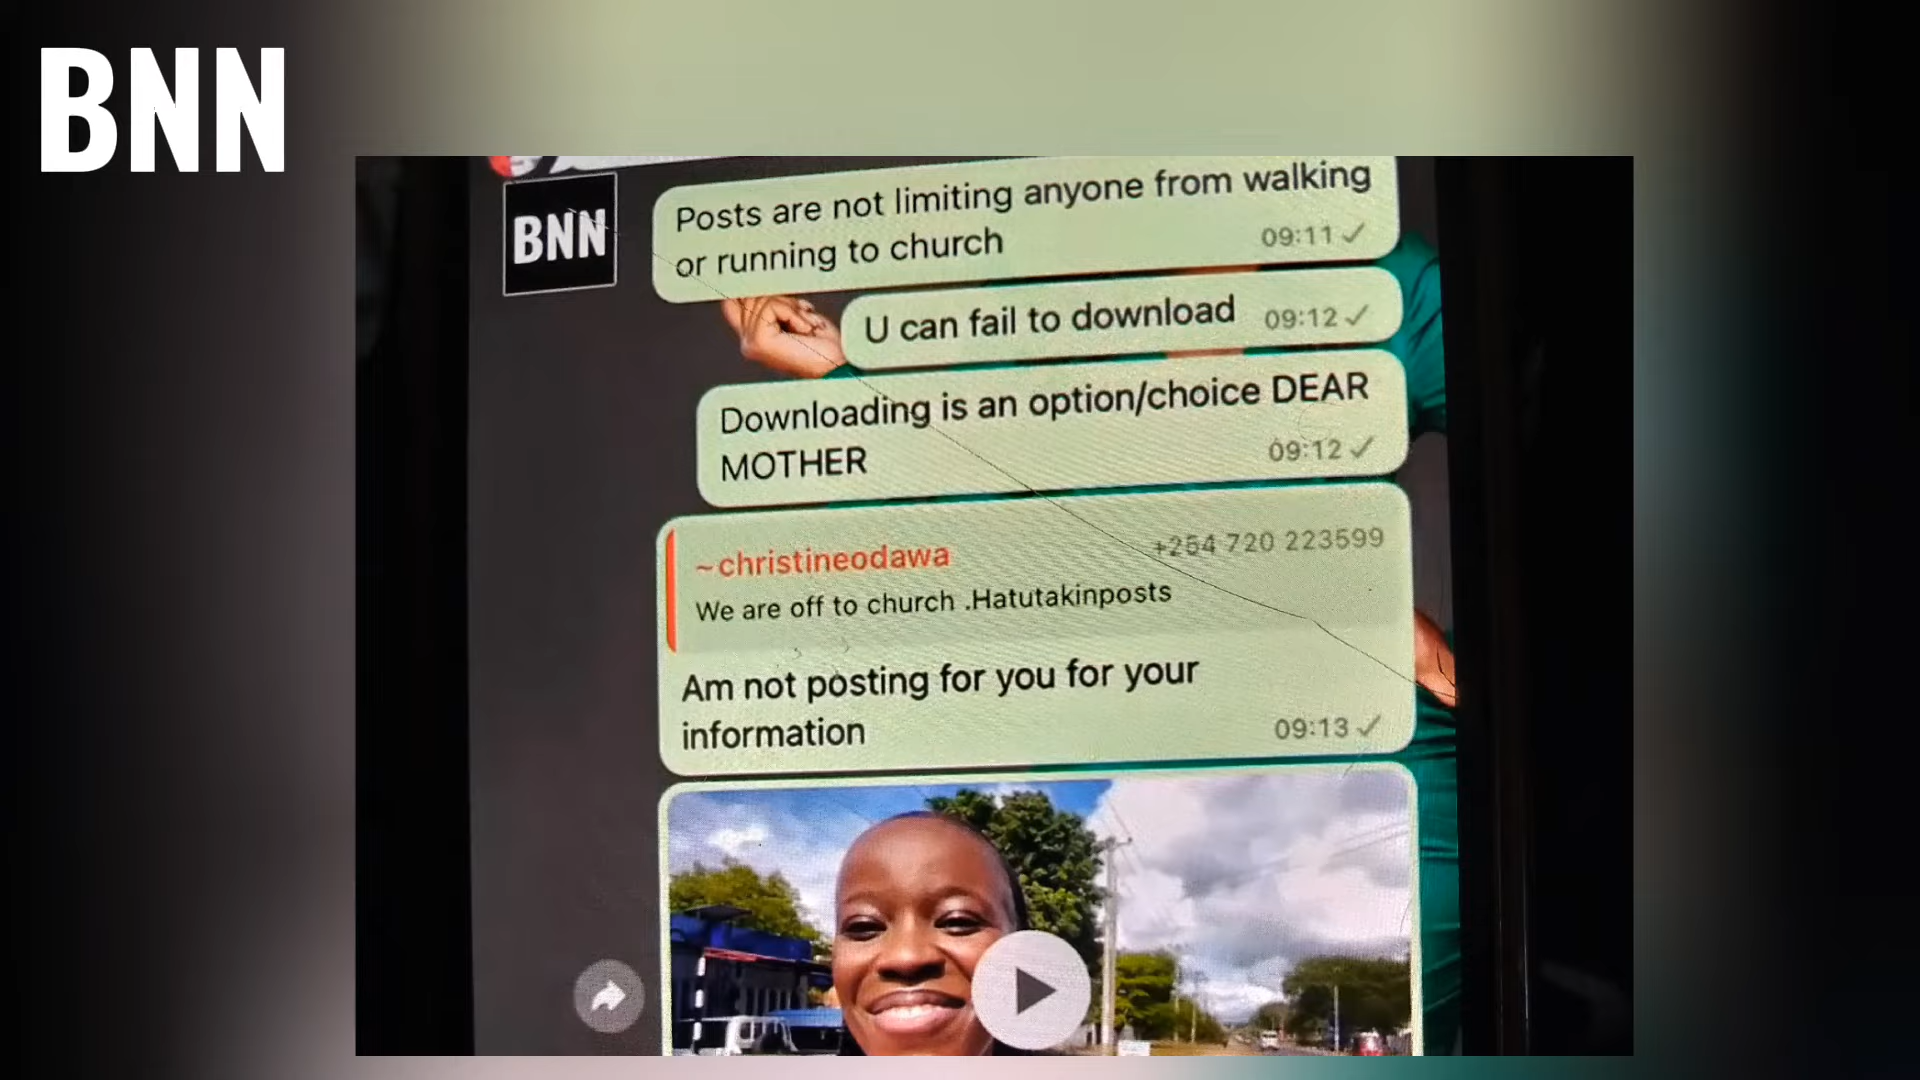 BNN
BNN
Posts are not limiting anyone from walking
or running to church
09:11
U can fail to download
09:12
Downloading is an option/choice DEAR
MOTHER
09:12
~christineodawa
+254 720 223599
We are off to church .Hatutakinposts
Am not posting for you for your
information
09:13